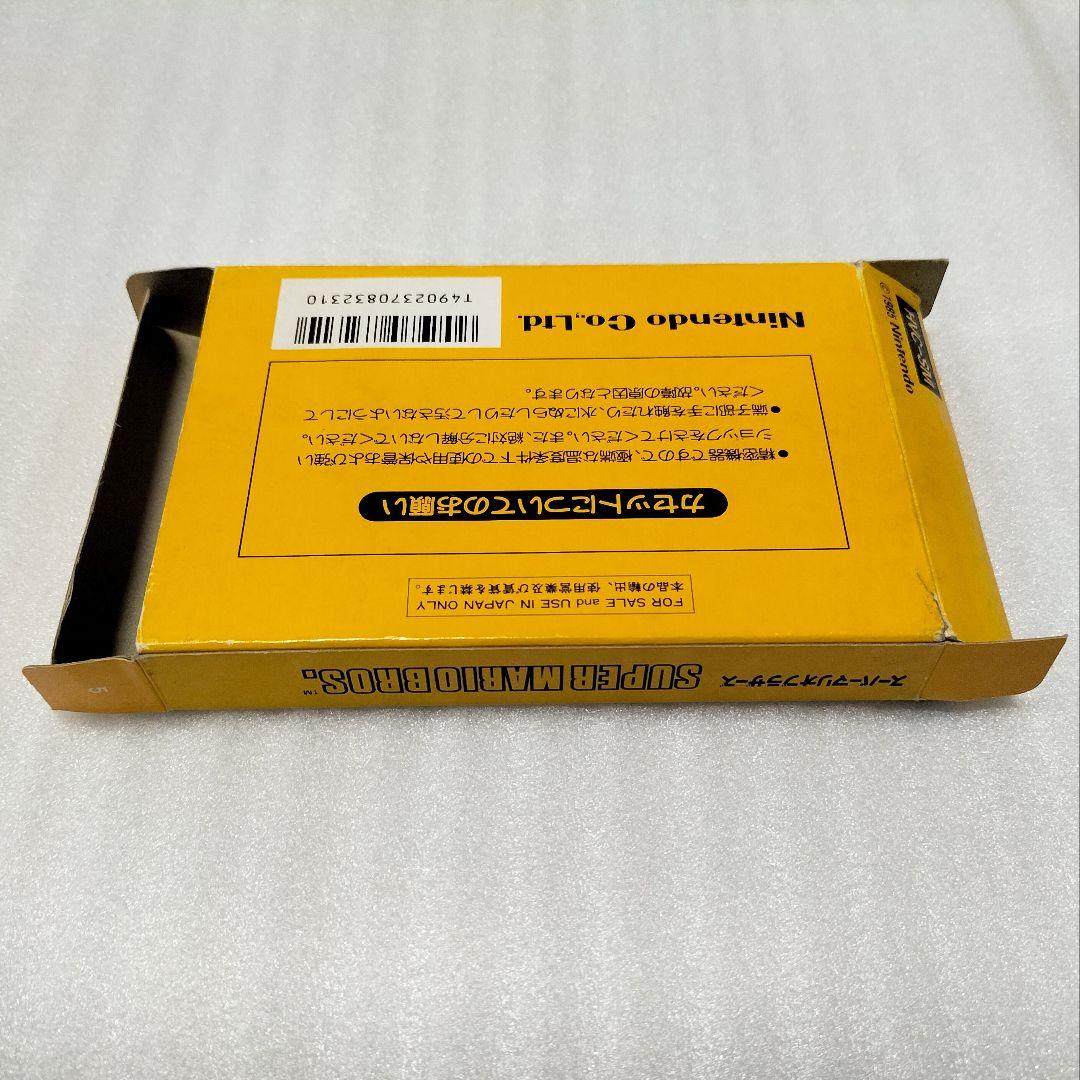 スーパーマリオブラザーズ
SUPER MARIO BROS.™
FOR SALE and USE IN JAPAN ONLY
本品の輸出、使用営業及び賃貸を禁じます。
カセットについてのお願い
●精密機器ですので、極端な温度条件下での使用や保管および強い
ショックをさけてください。また、絶対に分解しないでください。
●端子部に手を触れたり、水にぬらしたりして汚さないようにして
ください。故障の原因となります。
Nintendo Co.,Ltd.
T4902370832310
HVC-SM
©1985 Nintendo
5